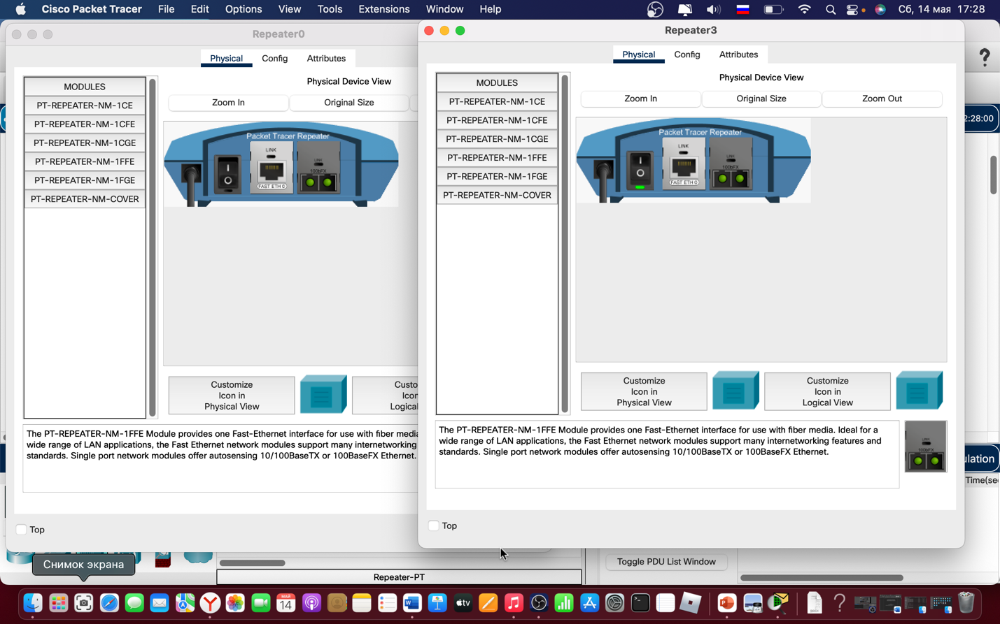 Cisco Packet Tracer File Edit Options View Tools Extensions Window Help Сб, 14 мая 17:28
Repeater0
Physical Config Attributes
MODULES
PT-REPEATER-NM-1CE
PT-REPEATER-NM-1CFE
PT-REPEATER-NM-1CGE
PT-REPEATER-NM-1FFE
PT-REPEATER-NM-1FGE
PT-REPEATER-NM-COVER
Physical Device View
Zoom In Original Size
Packet Tracer Repeater
LINK
LINK
100bFX
FAST ETH 0
Customize
Icon in
Physical View
Custo
Icon
Logical
The PT-REPEATER-NM-1FFE Module provides one Fast-Ethernet interface for use with fiber media
wide range of LAN applications, the Fast Ethernet network modules support many internetworking
standards. Single port network modules offer autosensing 10/100BaseTX or 100BaseFX Ethernet.
Top
Repeater3
Physical Config Attributes
MODULES
PT-REPEATER-NM-1CE
PT-REPEATER-NM-1CFE
PT-REPEATER-NM-1CGE
PT-REPEATER-NM-1FFE
PT-REPEATER-NM-1FGE
PT-REPEATER-NM-COVER
Physical Device View
Zoom In Original Size Zoom Out
Packet Tracer Repeater
LINK
LINK
100bFX
FAST ETH 0
Customize
Icon in
Physical View
Customize
Icon in
Logical View
The PT-REPEATER-NM-1FFE Module provides one Fast-Ethernet interface for use with fiber media. Ideal for a
wide range of LAN applications, the Fast Ethernet network modules support many internetworking features and
standards. Single port network modules offer autosensing 10/100BaseTX or 100BaseFX Ethernet.
LINK
100bFX
Top
?
2:28:00
ulation
Time(sec
Снимок экрана
Toggle PDU List Window
Repeater-PT
МАЙ
14
tv